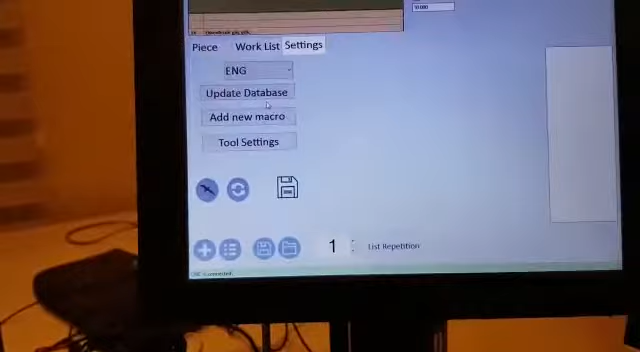 Piece Work List Settings
ENG
Update Database
Add new macro
Tool Settings
1 List Repetition